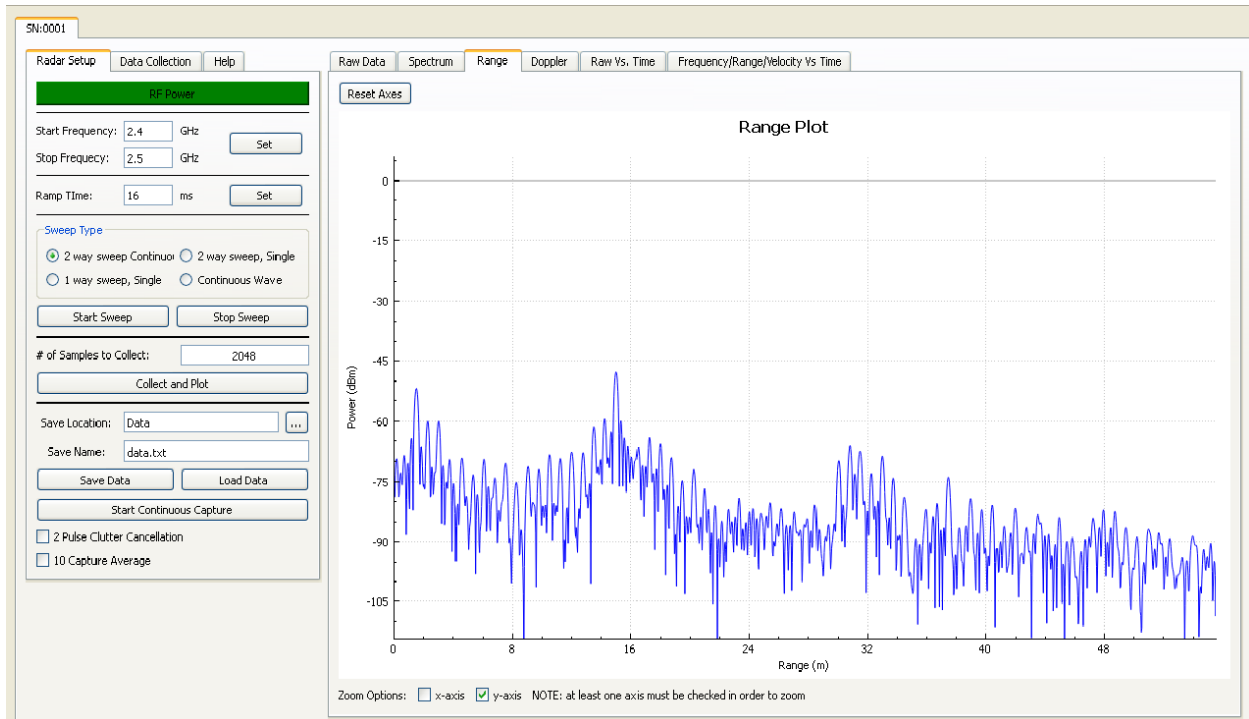 SN:0001
Radar Setup Data Collection Help
RF Power
Start Frequency: 2.4 GHz
Set
Stop Frequecy: 2.5 GHz
Ramp TIme: 16 ms Set
Sweep Type
2 way sweep Continuou 2 way sweep, Single
1 way sweep, Single Continuous Wave
Start Sweep Stop Sweep
# of Samples to Collect: 2048
Collect and Plot
Save Location: Data ...
Save Name: data.txt
Save Data Load Data
Start Continuous Capture
2 Pulse Clutter Cancellation
10 Capture Average
Raw Data Spectrum Range Doppler Raw Vs. Time Frequency/Range/Velocity Vs Time
Reset Axes
Range Plot
Power (dBm)
0
-15
-30
-45
-60
-75
-90
-105
0 8 16 24 32 40 48
Range (m)
Zoom Options: x-axis y-axis NOTE: at least one axis must be checked in order to zoom